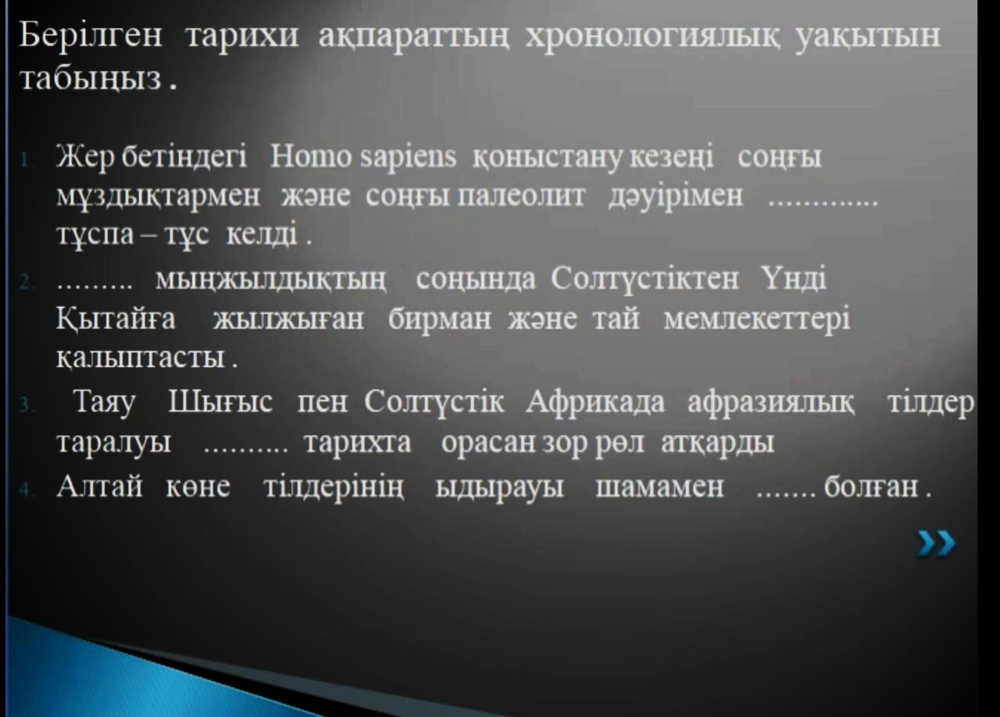 Берілген тарихи ақпараттың хронологиялық уақытын
табыңыз .
1. Жер бетіндегі Homo sapiens қоныстану кезеңі соңғы
мұздықтармен және соңғы палеолит дәуірімен .............
тұспа – тұс келді .
2. ......... мыңжылдықтың соңында Солтүстіктен Үнді
Қытайға жылжыған бирман және тай мемлекеттері
қалыптасты .
3. Таяу Шығыс пен Солтүстік Африкада афразиялық тілдер
таралуы .......... тарихта орасан зор рөл атқарды
4. Алтай көне тілдерінің ыдырауы шамамен ....... болған .